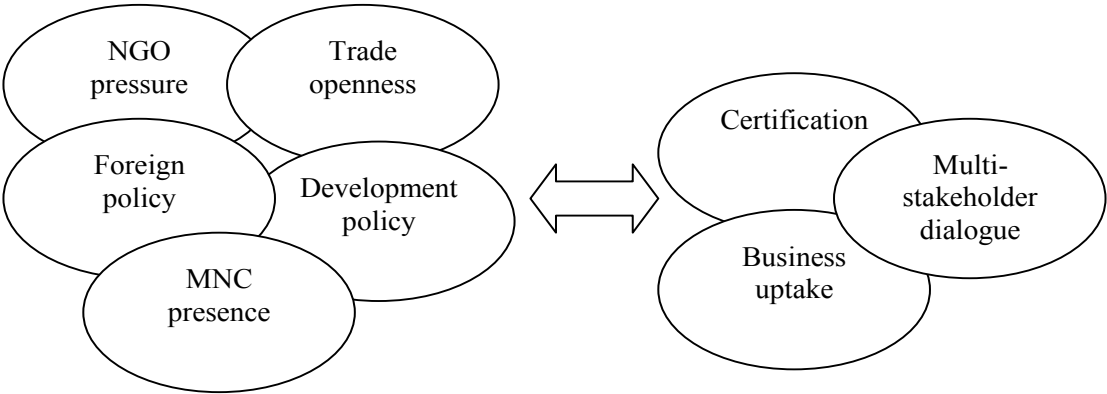 NGO
pressure
Trade
openness
Foreign
policy
Development
policy
MNC
presence
Certification
Multi-
stakeholder
dialogue
Business
uptake